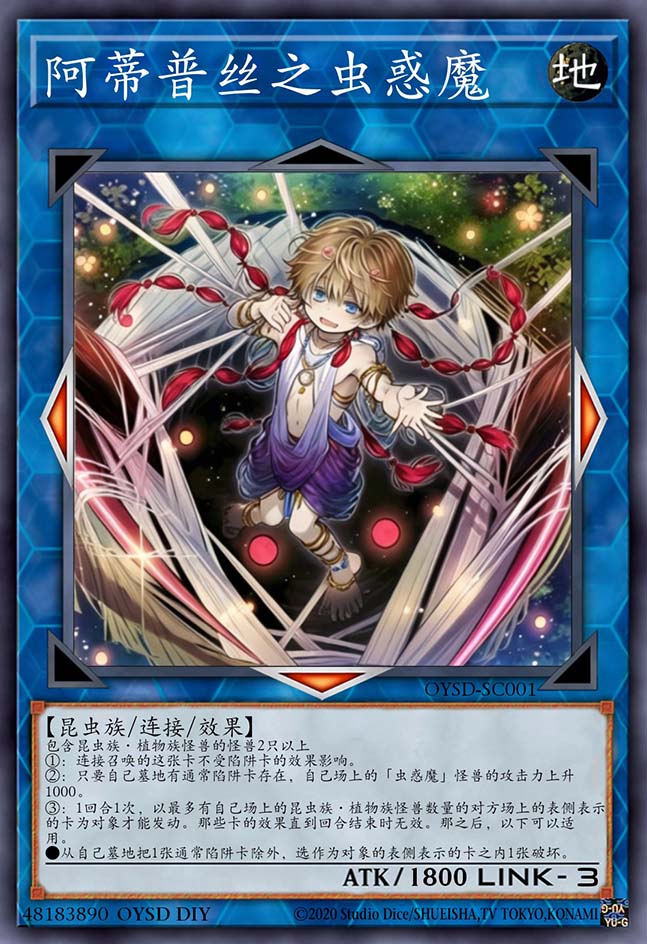 阿蒂普丝之虫惑魔
地
OYSD-SC001
【昆虫族/连接/效果】
包含昆虫族·植物族怪兽的怪兽2只以上
①：连接召唤的这张卡不受陷阱卡的效果影响。
②：只要自己墓地有通常陷阱卡存在，自己场上的「虫惑魔」怪兽的攻击力上升
1000。
③：1回合1次，以最多有自己场上的昆虫族·植物族怪兽数量的对方场上的表侧表示
的卡为对象才能发动。那些卡的效果直到回合结束时无效。那之后，以下可以适
用。
●从自己墓地把1张通常陷阱卡除外，选作为对象的表侧表示的卡之内1张破坏。
ATK/1800 LINK-3
48183890 OYSD DIY ©2020 Studio Dice/SHUEISHA,TV TOKYO,KONAMI
YU-G